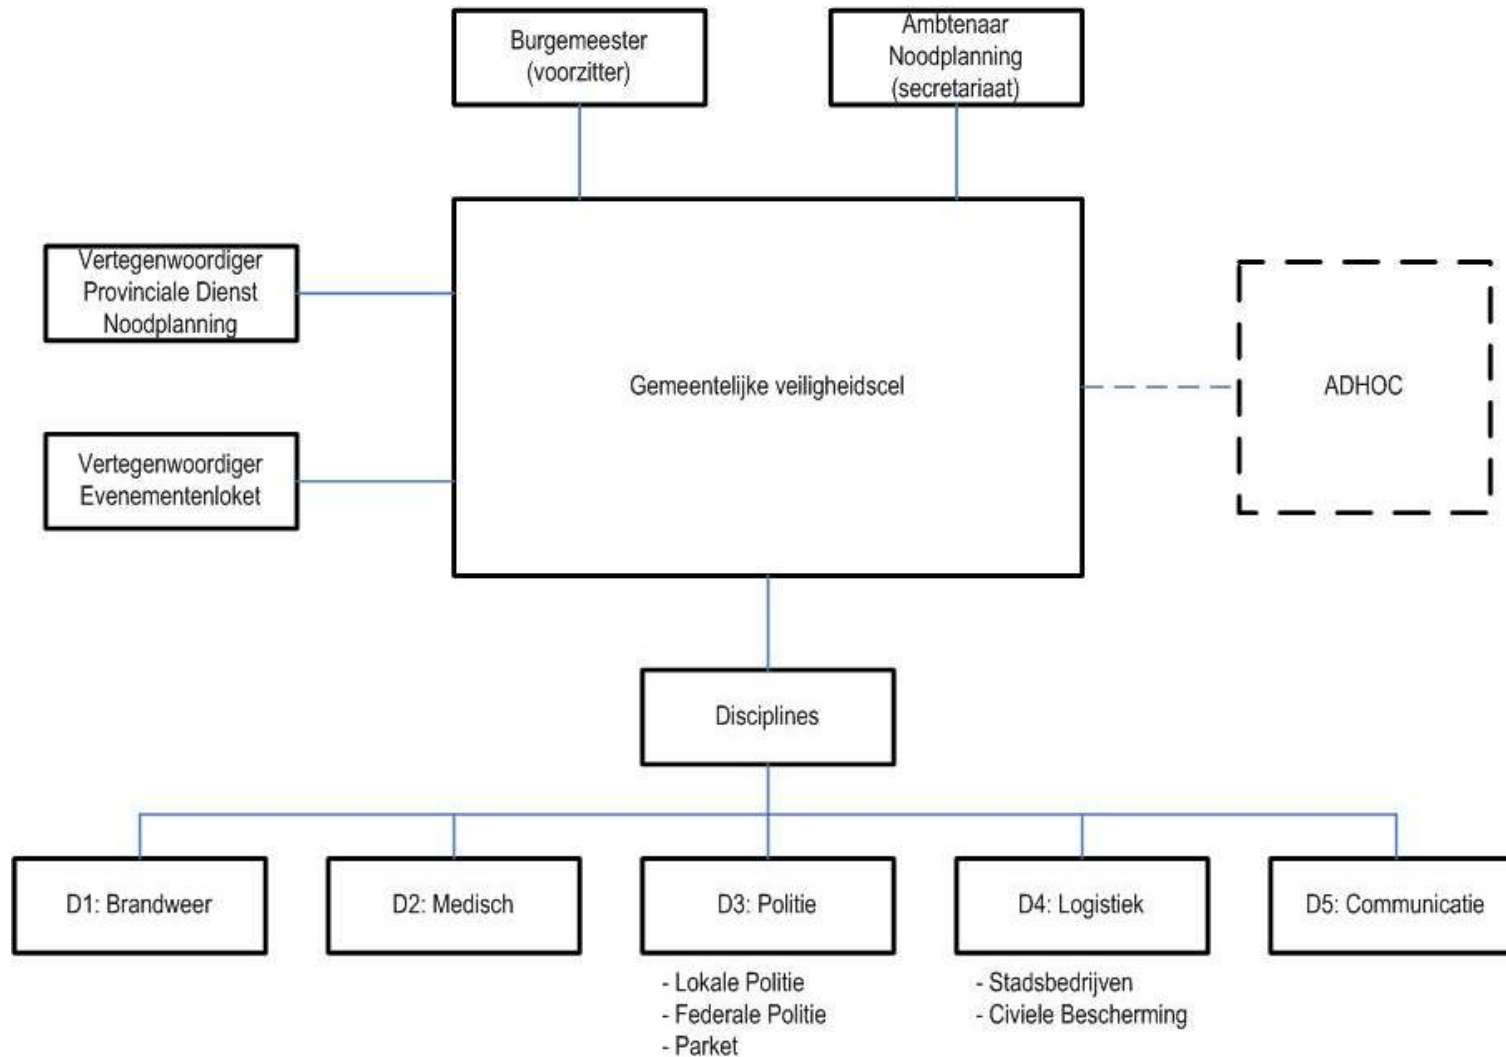 Burgemeester
(voorzitter)
Ambtenaar
Noodplanning
(secretariaat)
Vertegenwoordiger
Provinciale Dienst
Noodplanning
Gemeentelijke veiligheidscel
ADHOC
Vertegenwoordiger
Evenementenloket
Disciplines
D1: Brandweer
D2: Medisch
D3: Politie
D4: Logistiek
D5: Communicatie
- Lokale Politie
- Federale Politie
- Parket
- Stadsbedrijven
- Civiele Bescherming